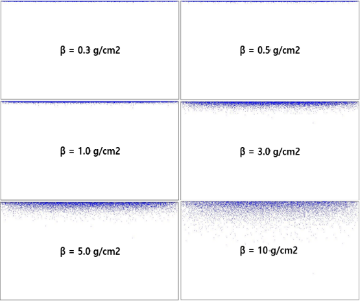 β = 0.3 g/cm2
β = 0.5 g/cm2
β = 1.0 g/cm2
β = 3.0 g/cm2
β = 5.0 g/cm2
β = 10 g/cm2